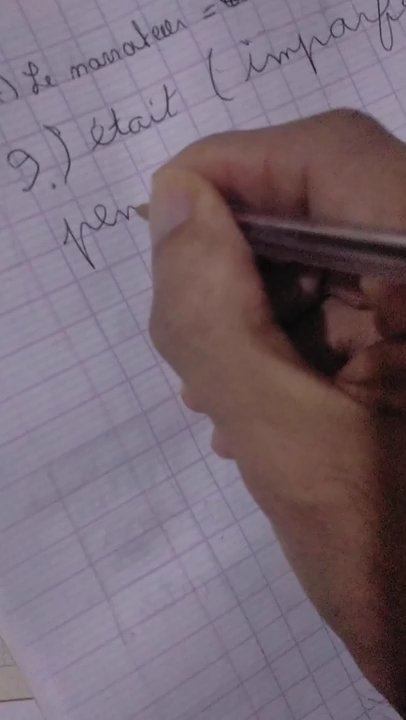 ) Le narrateur =
9.) était (imparf
pen